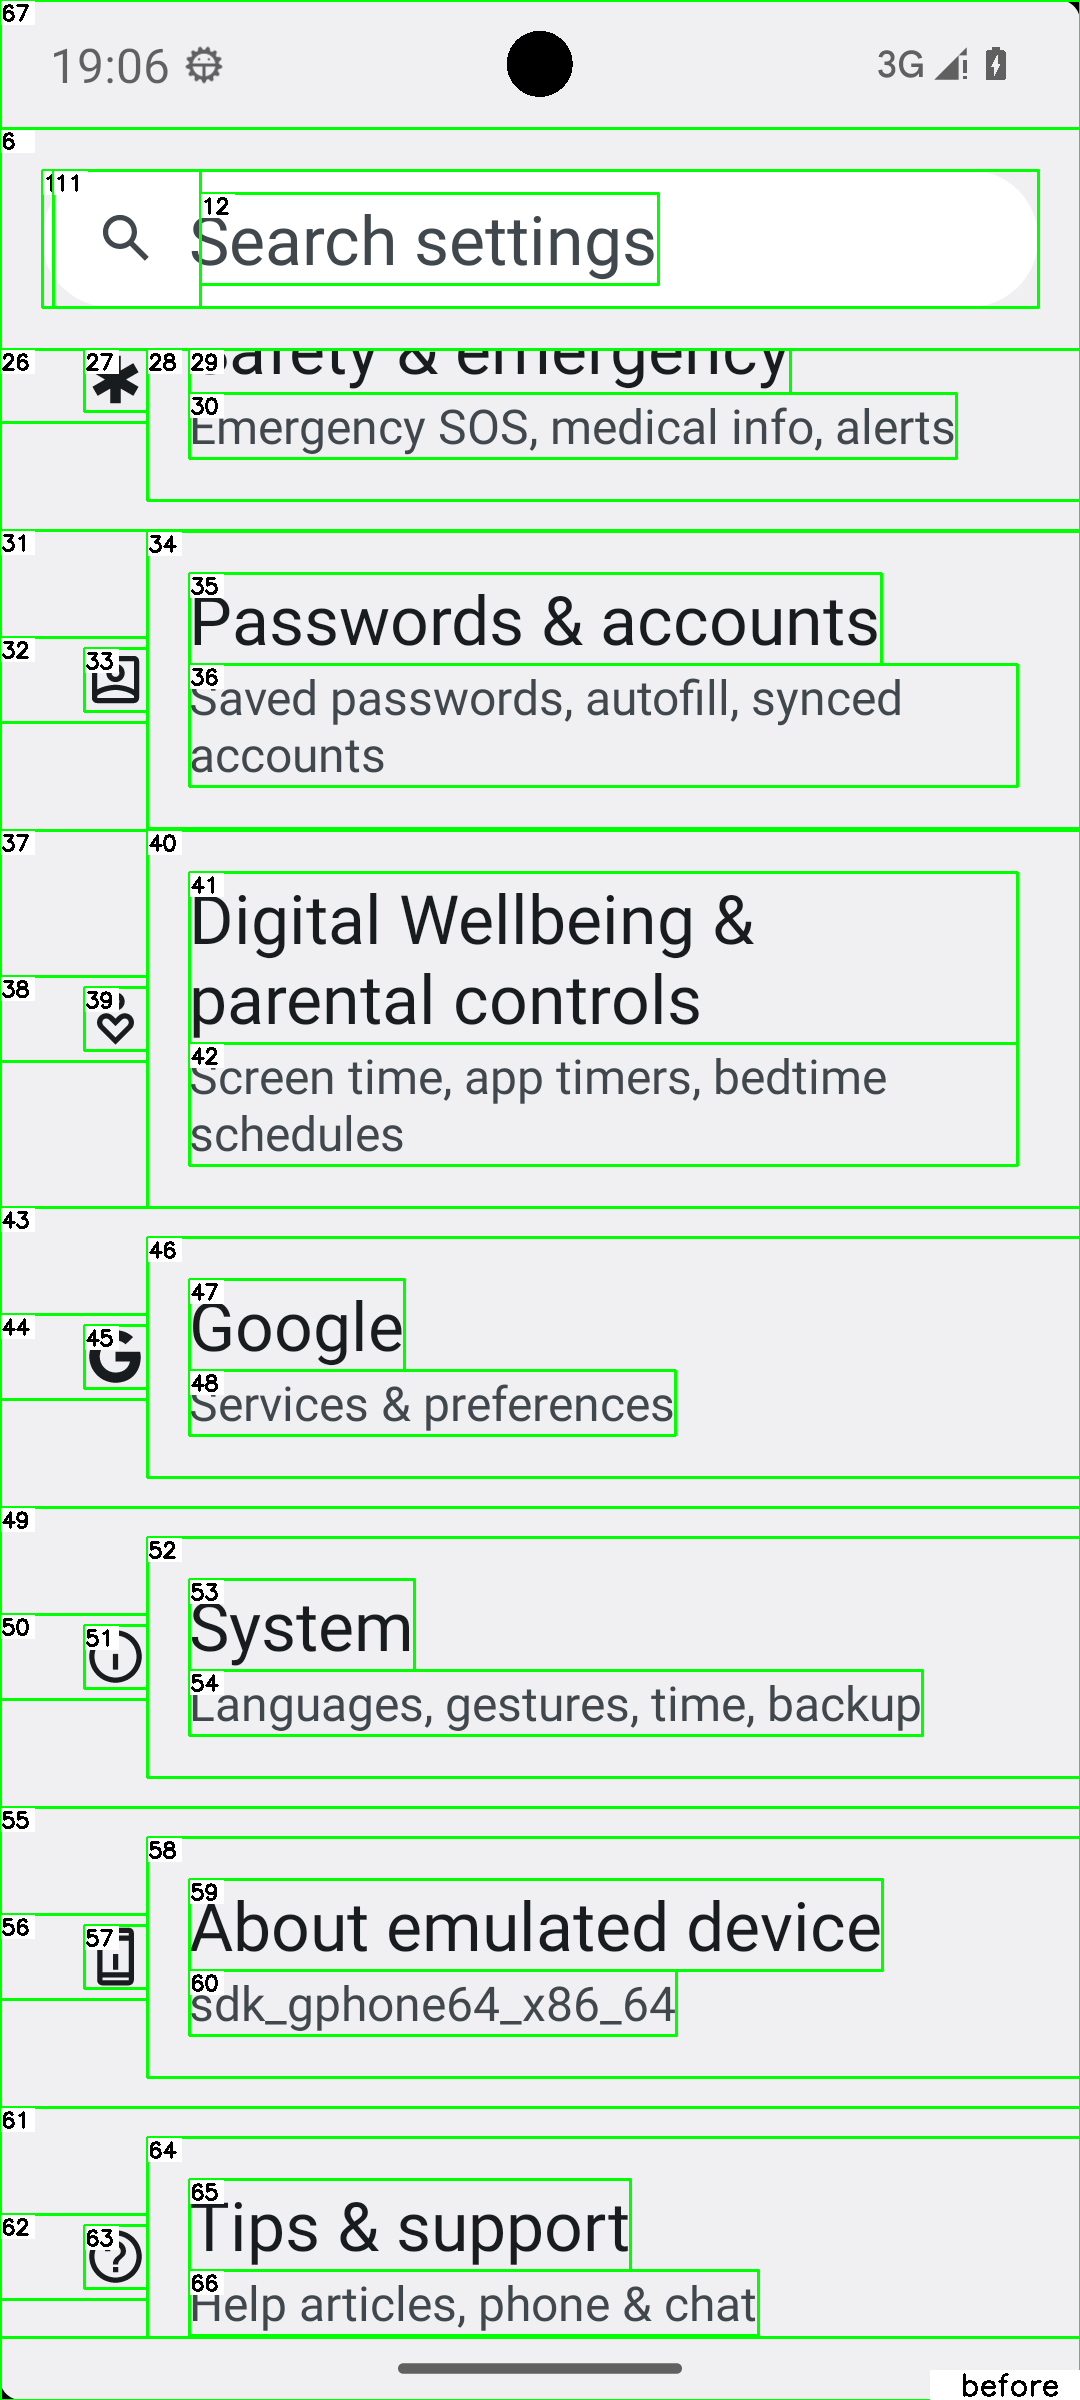 67
19:06
3G
6
111
12
Search settings
26
27
28
29
Safety & emergency
30
Emergency SOS, medical info, alerts
31
34
35
Passwords & accounts
32
33
36
Saved passwords, autofill, synced
accounts
37
40
41
Digital Wellbeing &
parental controls
38
39
42
Screen time, app timers, bedtime
schedules
43
46
47
Google
44
45
48
Services & preferences
49
52
53
System
50
51
54
Languages, gestures, time, backup
55
58
59
About emulated device
56
57
60
sdk_gphone64_x86_64
61
64
65
Tips & support
62
63
66
Help articles, phone & chat
before